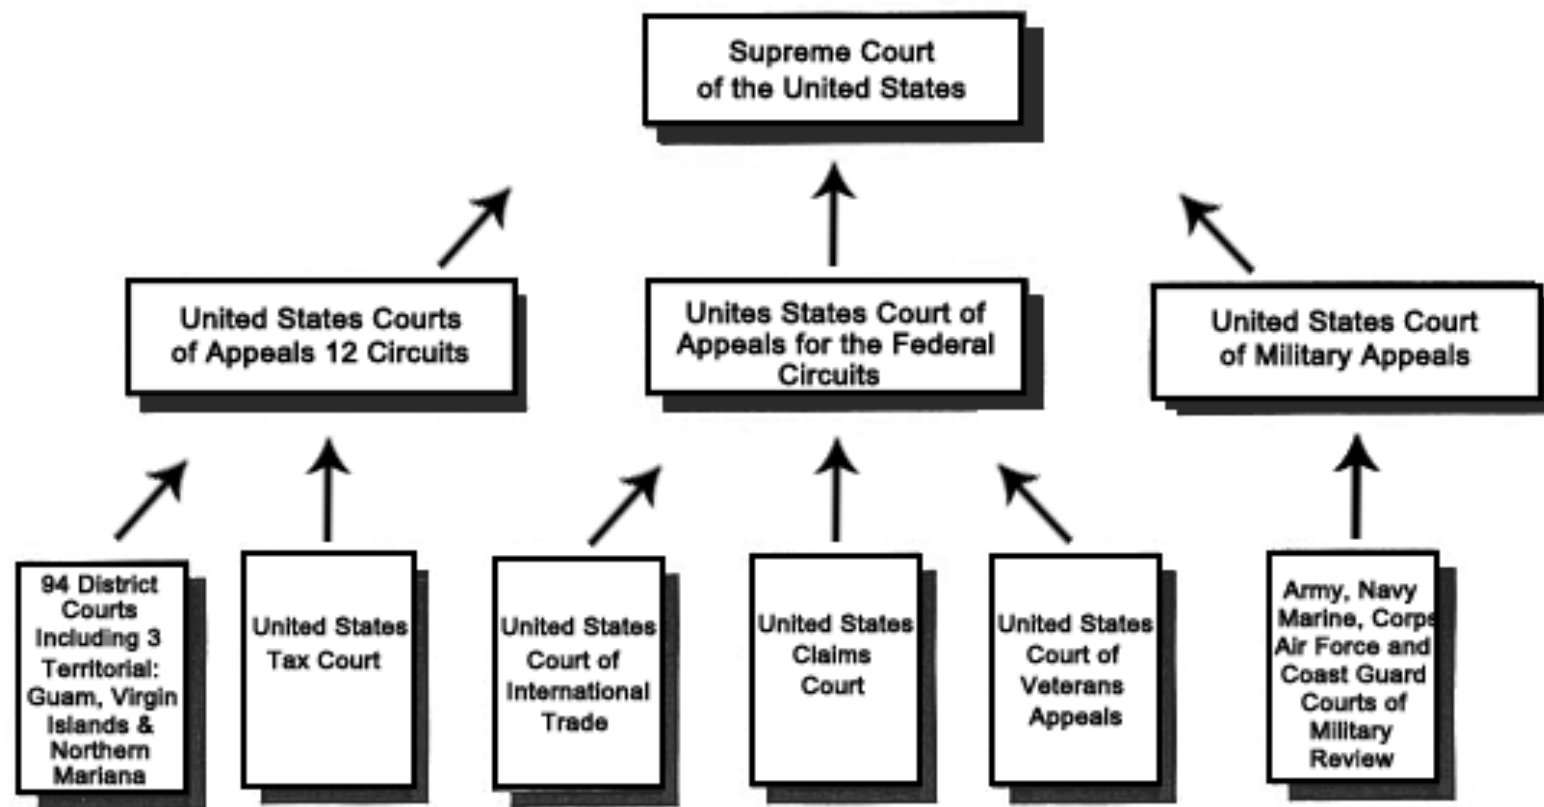 Supreme Court
of the United States
United States Courts
of Appeals 12 Circuits
Unites States Court of
Appeals for the Federal
Circuits
United States Court
of Military Appeals
94 District
Courts
Including 3
Territorial:
Guam, Virgin
Islands &
Northern
Mariana
United States
Tax Court
United States
Court of
International
Trade
United States
Claims
Court
United States
Court of
Veterans
Appeals
Army, Navy
Marine, Corps
Air Force and
Coast Guard
Courts of
Military
Review